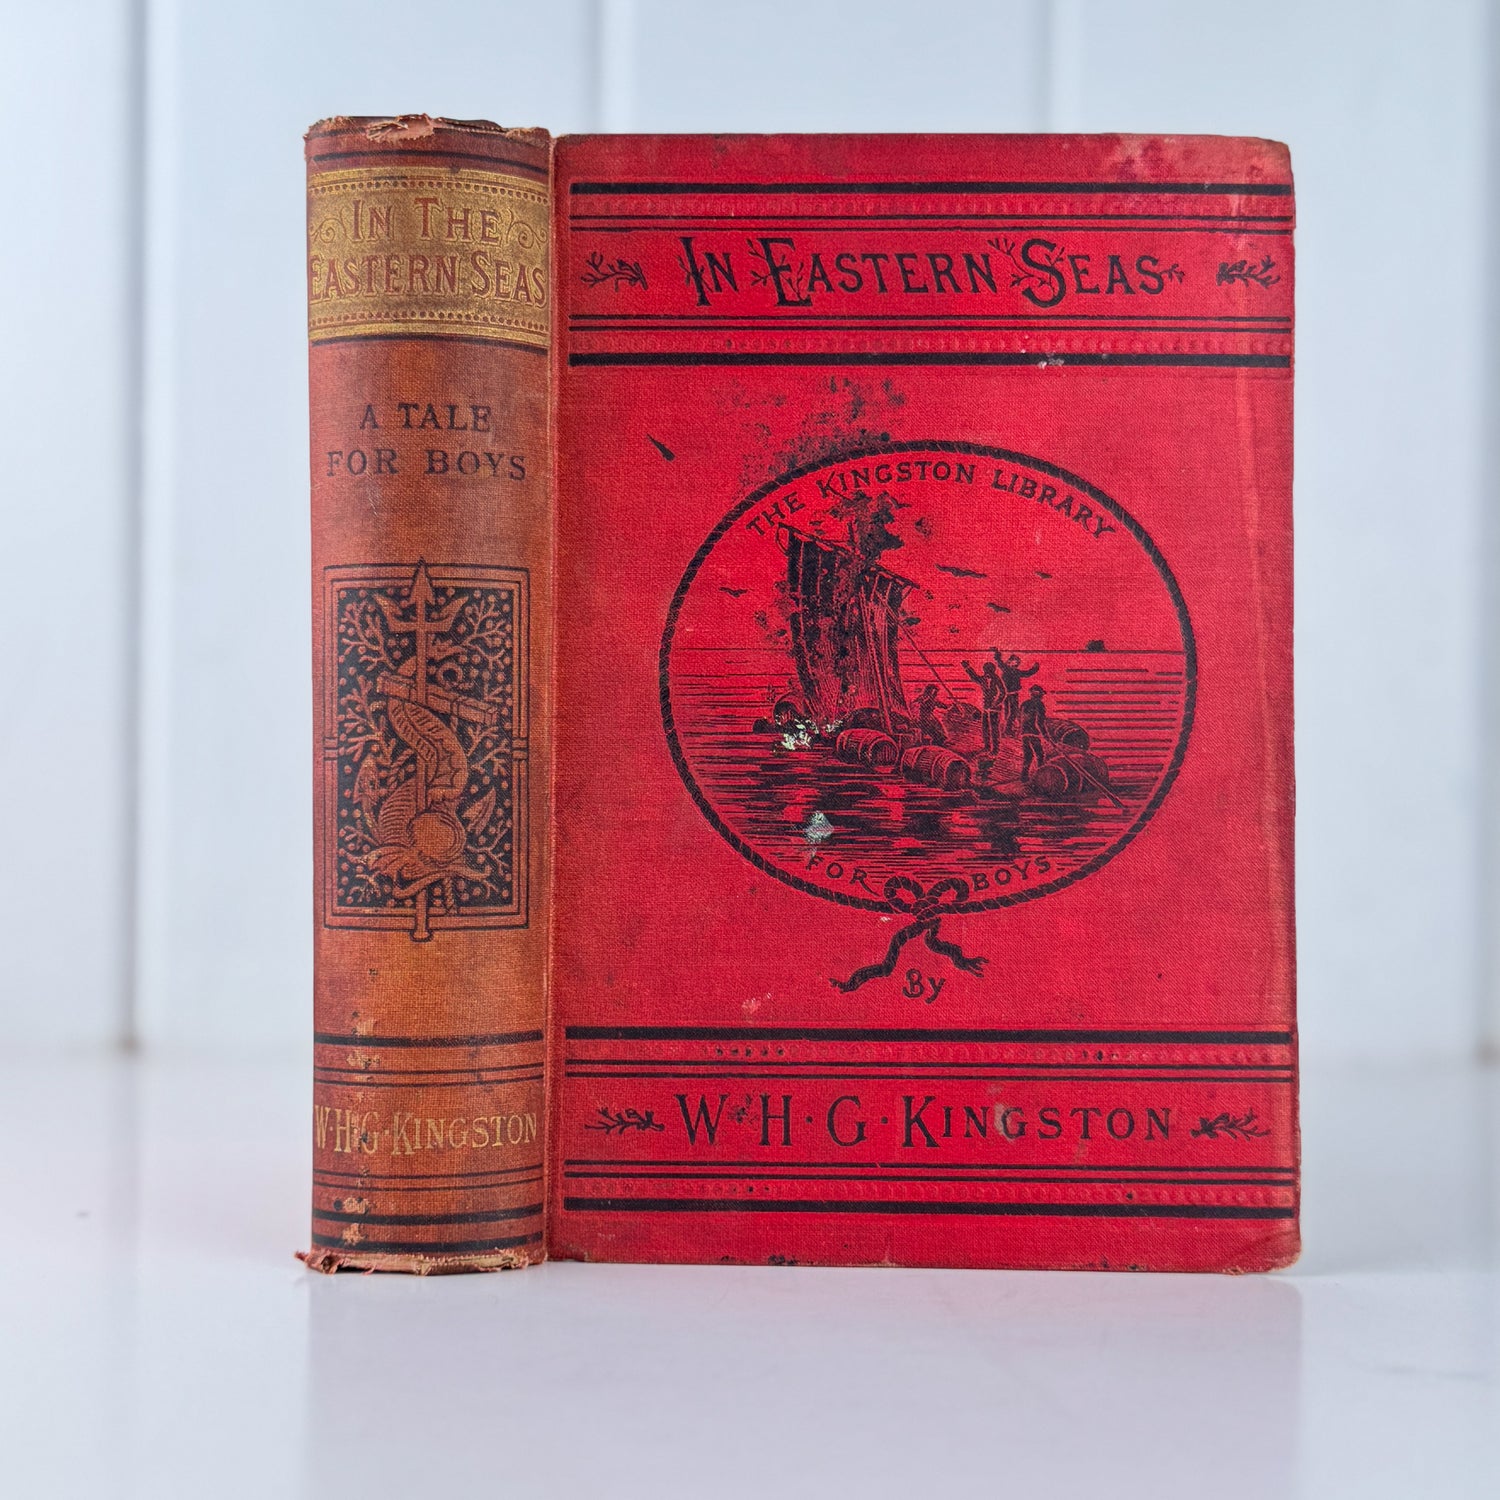 IN THE
EASTERN SEAS
A TALE
FOR BOYS
W·H·G·KINGSTON
IN EASTERN SEAS
THE KINGSTON LIBRARY
FOR BOYS
By
W·H·G·KINGSTON